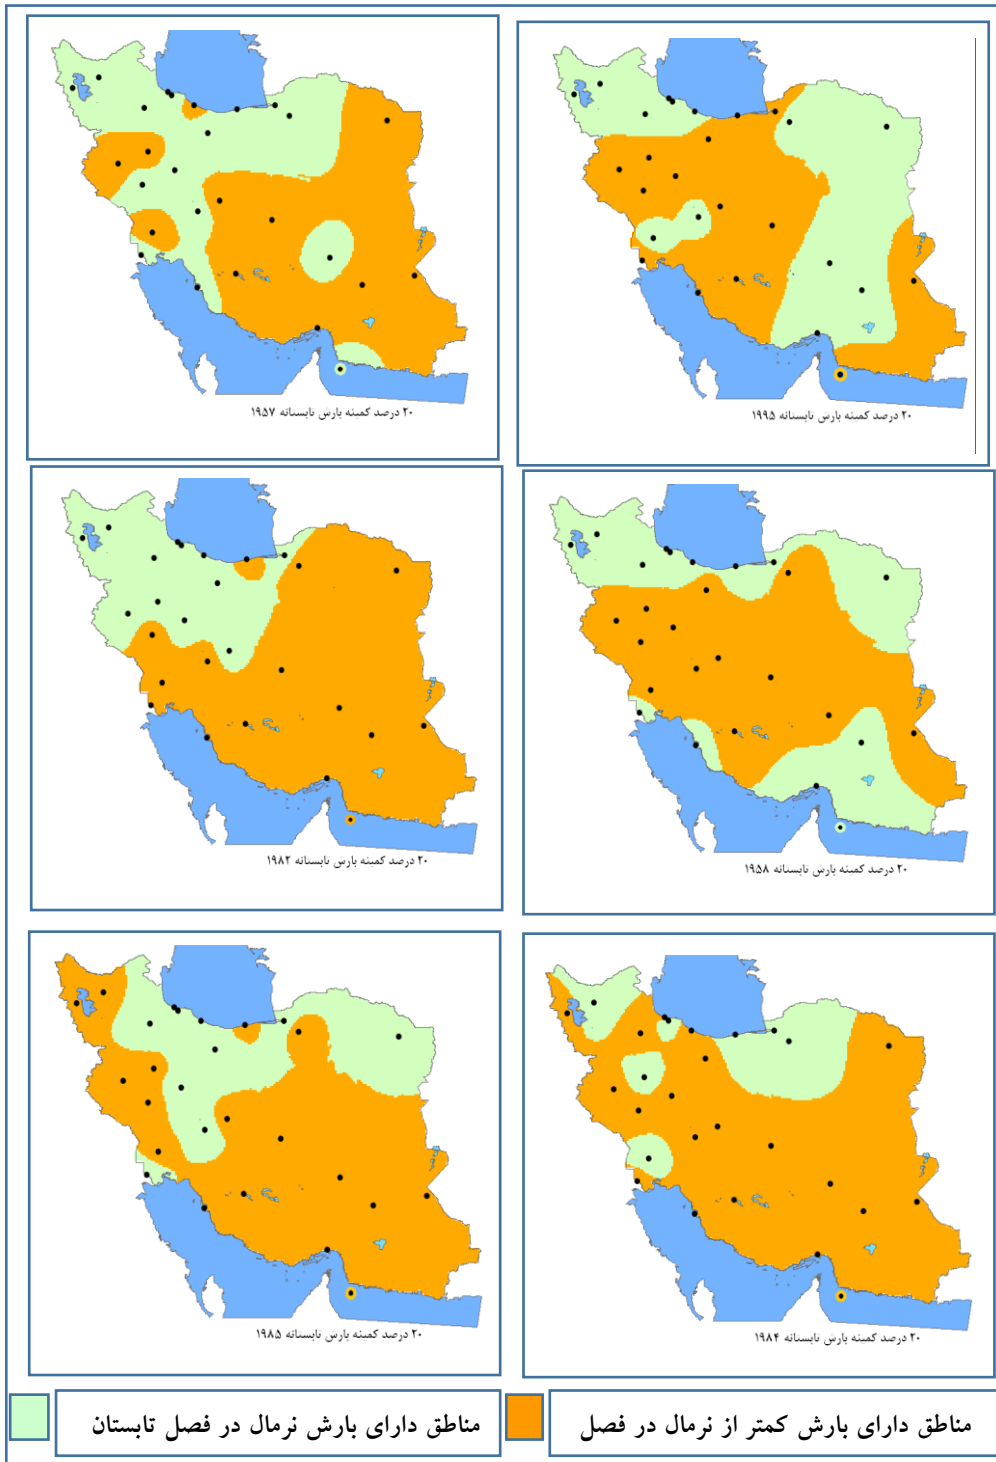 ۲۰ درصد کمینه بارش تابستانه ۱۹۹۵
۲۰ درصد کمینه بارش تابستانه ۱۹۵۷
۲۰ درصد کمینه بارش تابستانه ۱۹۵۸
۲۰ درصد کمینه بارش تابستانه ۱۹۸۲
۲۰ درصد کمینه بارش تابستانه ۱۹۸۴
۲۰ درصد کمینه بارش تابستانه ۱۹۸۵
مناطق دارای بارش کمتر از نرمال در فصل
مناطق دارای بارش نرمال در فصل تابستان